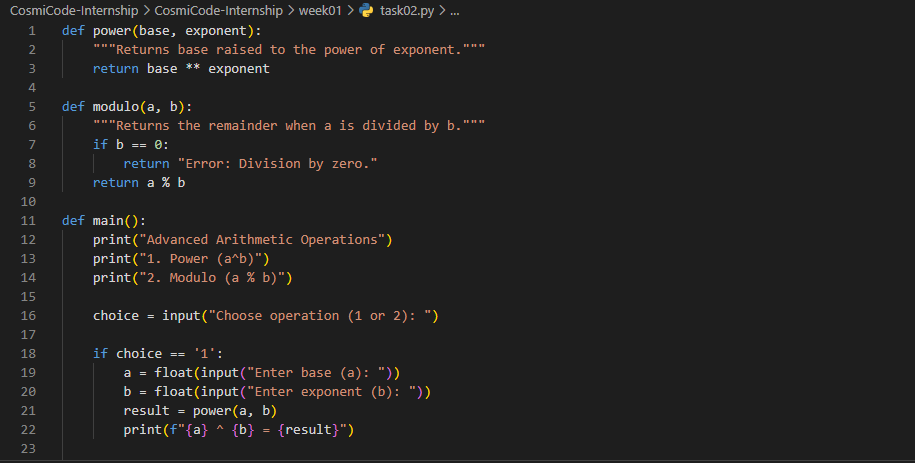 CosmiCode-Internship > CosmiCode-Internship > week01 > task02.py > ...
1 def power(base, exponent):
2     """Returns base raised to the power of exponent."""
3     return base ** exponent
4
5 def modulo(a, b):
6     """Returns the remainder when a is divided by b."""
7     if b == 0:
8         return "Error: Division by zero."
9     return a % b
10
11 def main():
12     print("Advanced Arithmetic Operations")
13     print("1. Power (a^b)")
14     print("2. Modulo (a % b)")
15
16     choice = input("Choose operation (1 or 2): ")
17
18     if choice == '1':
19         a = float(input("Enter base (a): "))
20         b = float(input("Enter exponent (b): "))
21         result = power(a, b)
22         print(f"{a} ^ {b} = {result}")
23